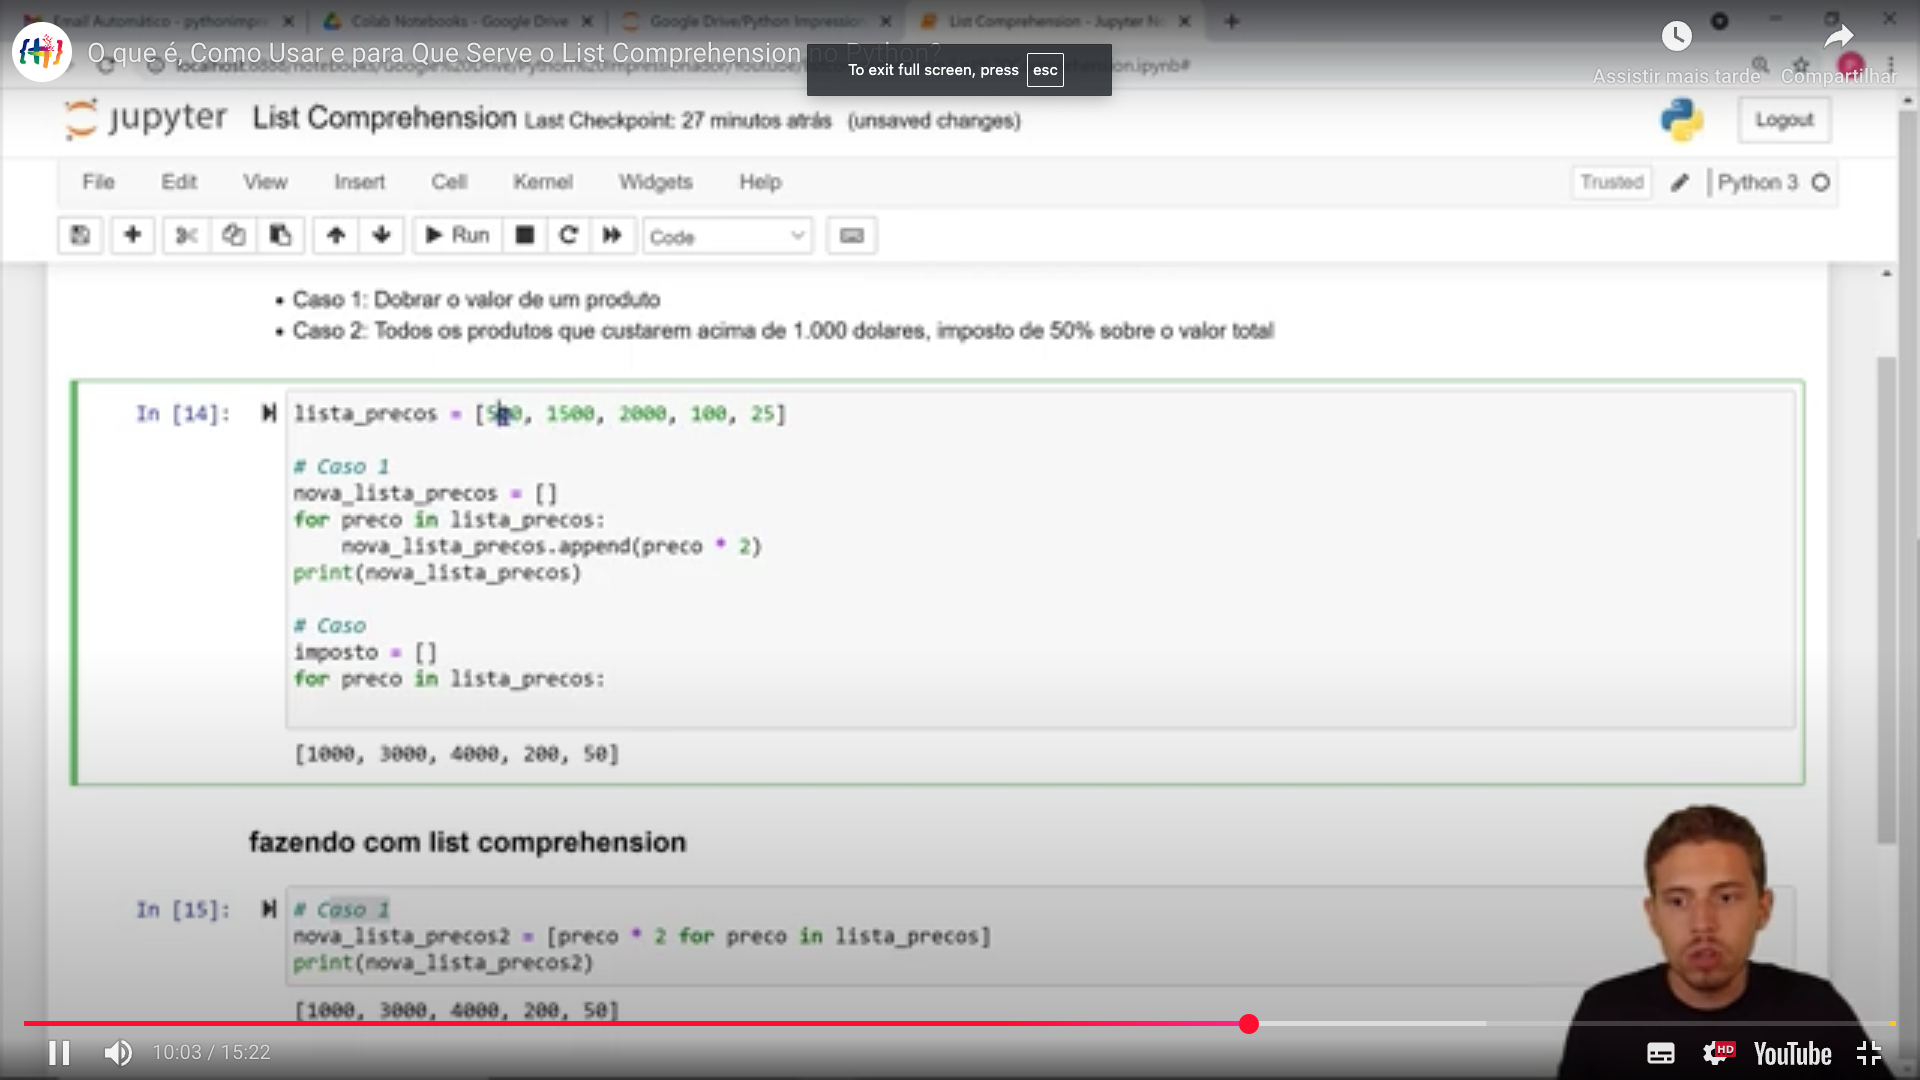 Email Automático - pythonimpre
Colab Notebooks - Google Drive
Google Drive/Python Impression
List Comprehension - Jupyter No
O que é, Como Usar e para Que Serve o List Comprehension no Python?
To exit full screen, press esc
Assistir mais tarde
Compartilhar
jupyter List Comprehension Last Checkpoint: 27 minutos atrás (unsaved changes)
Logout
File Edit View Insert Cell Kernel Widgets Help
Trusted
Python 3
Run
Code
• Caso 1: Dobrar o valor de um produto
• Caso 2: Todos os produtos que custarem acima de 1.000 dolares, imposto de 50% sobre o valor total
In [14]:
lista_precos = [500, 1500, 2000, 100, 25]
# Caso 1
nova_lista_precos = []
for preco in lista_precos:
nova_lista_precos.append(preco * 2)
print(nova_lista_precos)
# Caso
imposto = []
for preco in lista_precos:
[1000, 3000, 4000, 200, 50]
fazendo com list comprehension
In [15]:
# Caso 1
nova_lista_precos2 = [preco * 2 for preco in lista_precos]
print(nova_lista_precos2)
[1000, 3000, 4000, 200, 50]
10:03 / 15:22
HD
YouTube